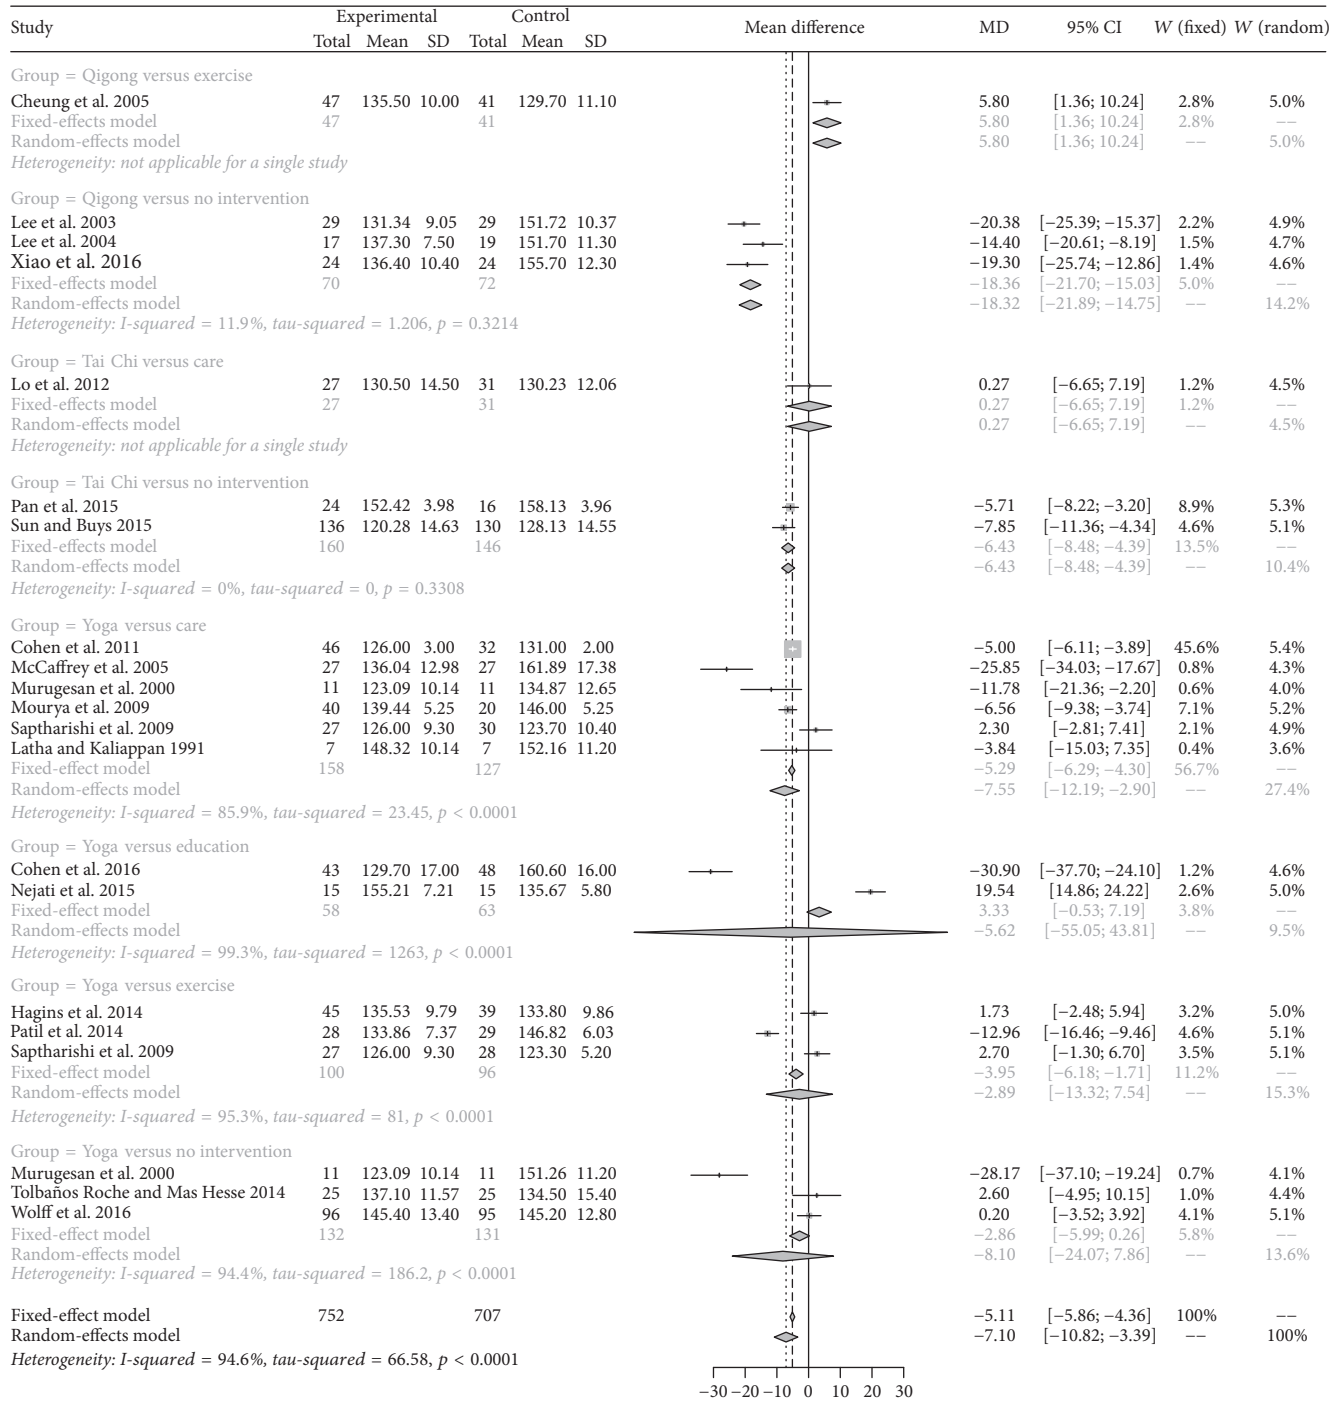 Study Experimental Control Mean difference MD 95% CI W (fixed) W (random)
Total Mean SD Total Mean SD
Group = Qigong versus exercise
Cheung et al. 2005 47 135.50 10.00 41 129.70 11.10 5.80 [1.36; 10.24] 2.8% 5.0%
Fixed-effects model 47 41 5.80 [1.36; 10.24] 2.8% −−
Random-effects model 5.80 [1.36; 10.24] −− 5.0%
Heterogeneity: not applicable for a single study
Group = Qigong versus no intervention
Lee et al. 2003 29 131.34 9.05 29 151.72 10.37 −20.38 [−25.39; −15.37] 2.2% 4.9%
Lee et al. 2004 17 137.30 7.50 19 151.70 11.30 −14.40 [−20.61; −8.19] 1.5% 4.7%
Xiao et al. 2016 24 136.40 10.40 24 155.70 12.30 −19.30 [−25.74; −12.86] 1.4% 4.6%
Fixed-effects model 70 72 −18.36 [−21.70; −15.03] 5.0% −−
Random-effects model −18.32 [−21.89; −14.75] −− 14.2%
Heterogeneity: I-squared = 11.9%, tau-squared = 1.206, p = 0.3214
Group = Tai Chi versus care
Lo et al. 2012 27 130.50 14.50 31 130.23 12.06 0.27 [−6.65; 7.19] 1.2% 4.5%
Fixed-effects model 27 31 0.27 [−6.65; 7.19] 1.2% −−
Random-effects model 0.27 [−6.65; 7.19] −− 4.5%
Heterogeneity: not applicable for a single study
Group = Tai Chi versus no intervention
Pan et al. 2015 24 152.42 3.98 16 158.13 3.96 −5.71 [−8.22; −3.20] 8.9% 5.3%
Sun and Buys 2015 136 120.28 14.63 130 128.13 14.55 −7.85 [−11.36; −4.34] 4.6% 5.1%
Fixed-effects model 160 146 −6.43 [−8.48; −4.39] 13.5% −−
Random-effects model −6.43 [−8.48; −4.39] −− 10.4%
Heterogeneity: I-squared = 0%, tau-squared = 0, p = 0.3308
Group = Yoga versus care
Cohen et al. 2011 46 126.00 3.00 32 131.00 2.00 −5.00 [−6.11; −3.89] 45.6% 5.4%
McCaffrey et al. 2005 27 136.04 12.98 27 161.89 17.38 −25.85 [−34.03; −17.67] 0.8% 4.3%
Murugesan et al. 2000 11 123.09 10.14 11 134.87 12.65 −11.78 [−21.36; −2.20] 0.6% 4.0%
Mourya et al. 2009 40 139.44 5.25 20 146.00 5.25 −6.56 [−9.38; −3.74] 7.1% 5.2%
Saptharishi et al. 2009 27 126.00 9.30 30 123.70 10.40 2.30 [−2.81; 7.41] 2.1% 4.9%
Latha and Kaliappan 1991 7 148.32 10.14 7 152.16 11.20 −3.84 [−15.03; 7.35] 0.4% 3.6%
Fixed-effect model 158 127 −5.29 [−6.29; −4.30] 56.7% −−
Random-effects model −7.55 [−12.19; −2.90] −− 27.4%
Heterogeneity: I-squared = 85.9%, tau-squared = 23.45, p < 0.0001
Group = Yoga versus education
Cohen et al. 2016 43 129.70 17.00 48 160.60 16.00 −30.90 [−37.70; −24.10] 1.2% 4.6%
Nejati et al. 2015 15 155.21 7.21 15 135.67 5.80 19.54 [14.86; 24.22] 2.6% 5.0%
Fixed-effect model 58 63 3.33 [−0.53; 7.19] 3.8% −−
Random-effects model −5.62 [−55.05; 43.81] −− 9.5%
Heterogeneity: I-squared = 99.3%, tau-squared = 1263, p < 0.0001
Group = Yoga versus exercise
Hagins et al. 2014 45 135.53 9.79 39 133.80 9.86 1.73 [−2.48; 5.94] 3.2% 5.0%
Patil et al. 2014 28 133.86 7.37 29 146.82 6.03 −12.96 [−16.46; −9.46] 4.6% 5.1%
Saptharishi et al. 2009 27 126.00 9.30 28 123.30 5.20 2.70 [−1.30; 6.70] 3.5% 5.1%
Fixed-effect model 100 96 −3.95 [−6.18; −1.71] 11.2% −−
Random-effects model −2.89 [−13.32; 7.54] −− 15.3%
Heterogeneity: I-squared = 95.3%, tau-squared = 81, p < 0.0001
Group = Yoga versus no intervention
Murugesan et al. 2000 11 123.09 10.14 11 151.26 11.20 −28.17 [−37.10; −19.24] 0.7% 4.1%
Tolbaños Roche and Mas Hesse 2014 25 137.10 11.57 25 134.50 15.40 2.60 [−4.95; 10.15] 1.0% 4.4%
Wolff et al. 2016 96 145.40 13.40 95 145.20 12.80 0.20 [−3.52; 3.92] 4.1% 5.1%
Fixed-effect model 132 131 −2.86 [−5.99; 0.26] 5.8% −−
Random-effects model −8.10 [−24.07; 7.86] −− 13.6%
Heterogeneity: I-squared = 94.4%, tau-squared = 186.2, p < 0.0001
Fixed-effect model 752 707 −5.11 [−5.86; −4.36] 100% −−
Random-effects model −7.10 [−10.82; −3.39] −− 100%
Heterogeneity: I-squared = 94.6%, tau-squared = 66.58, p < 0.0001
−30 −20 −10 0 10 20 30